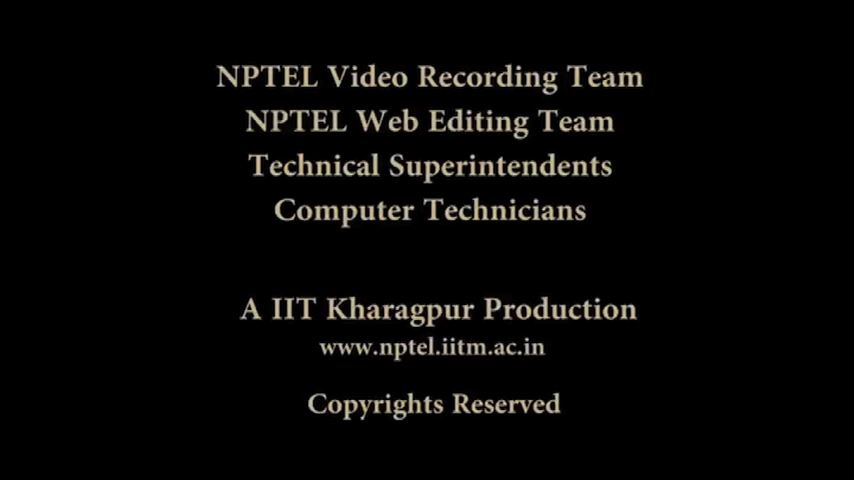 NPTEL Video Recording Team
NPTEL Web Editing Team
Technical Superintendents
Computer Technicians
A IIT Kharagpur Production
www.nptel.iitm.ac.in
Copyrights Reserved